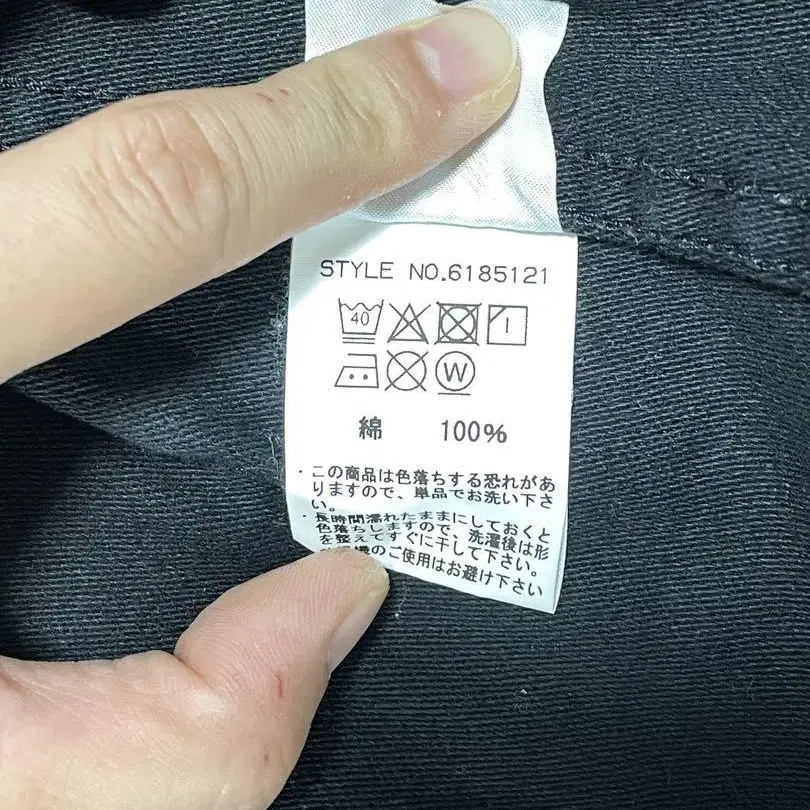 STYLE NO.6185121
40
W
綿 100%
・この商品は色落ちする恐れがあ
りますので、単品でお洗い下さ
い。
・長時間濡れたままにしておくと
色落ちしますので、洗濯後は形
を整えてすぐに干して下さい。
機のご使用はお避け下さい